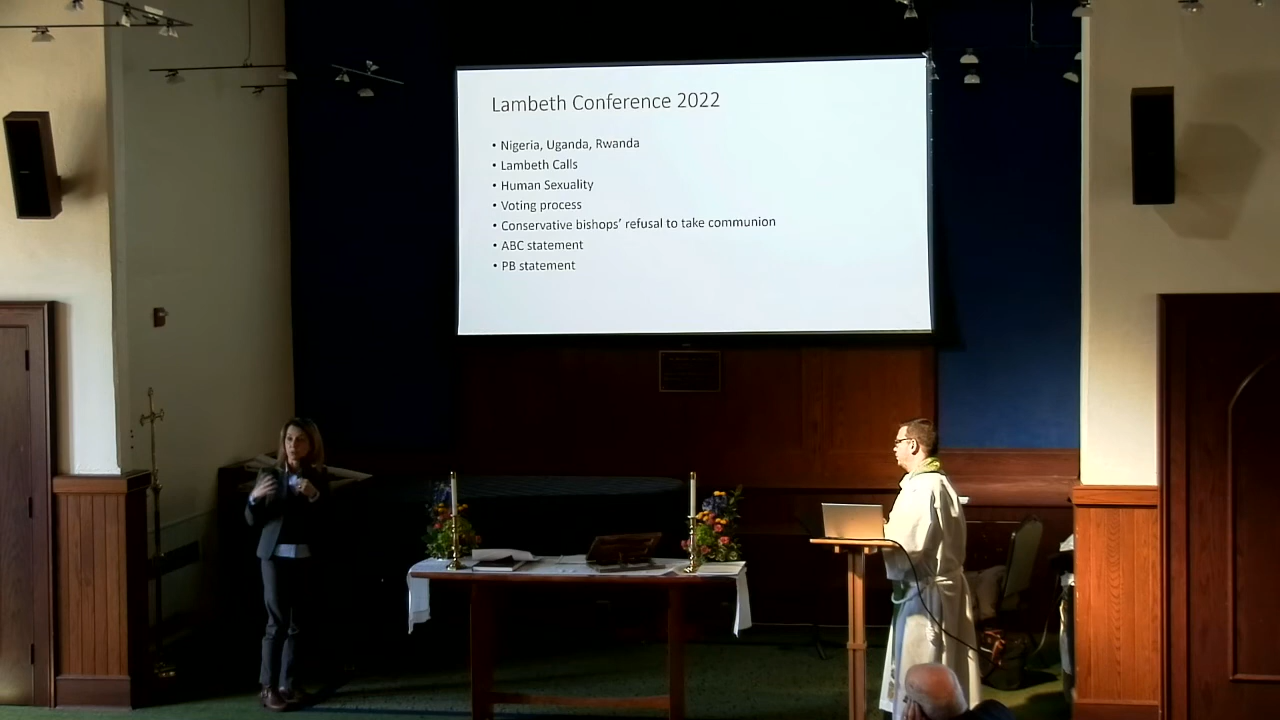 Lambeth Conference 2022
• Nigeria, Uganda, Rwanda
• Lambeth Calls
• Human Sexuality
• Voting process
• Conservative bishops' refusal to take communion
• ABC statement
• PB statement